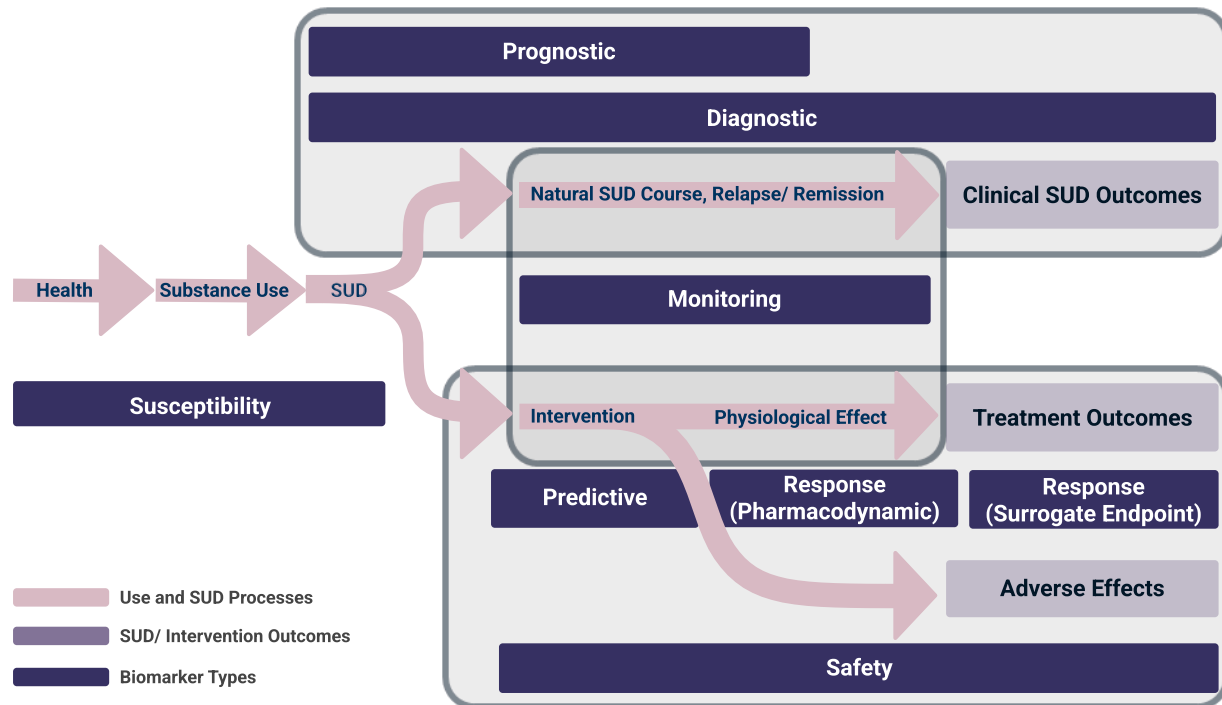 Prognostic
Diagnostic
Natural SUD Course, Relapse/ Remission
Clinical SUD Outcomes
Health
Substance Use
SUD
Monitoring
Susceptibility
Intervention
Physiological Effect
Treatment Outcomes
Predictive
Response
(Pharmacodynamic)
Response
(Surrogate Endpoint)
Adverse Effects
Safety
Use and SUD Processes
SUD/ Intervention Outcomes
Biomarker Types